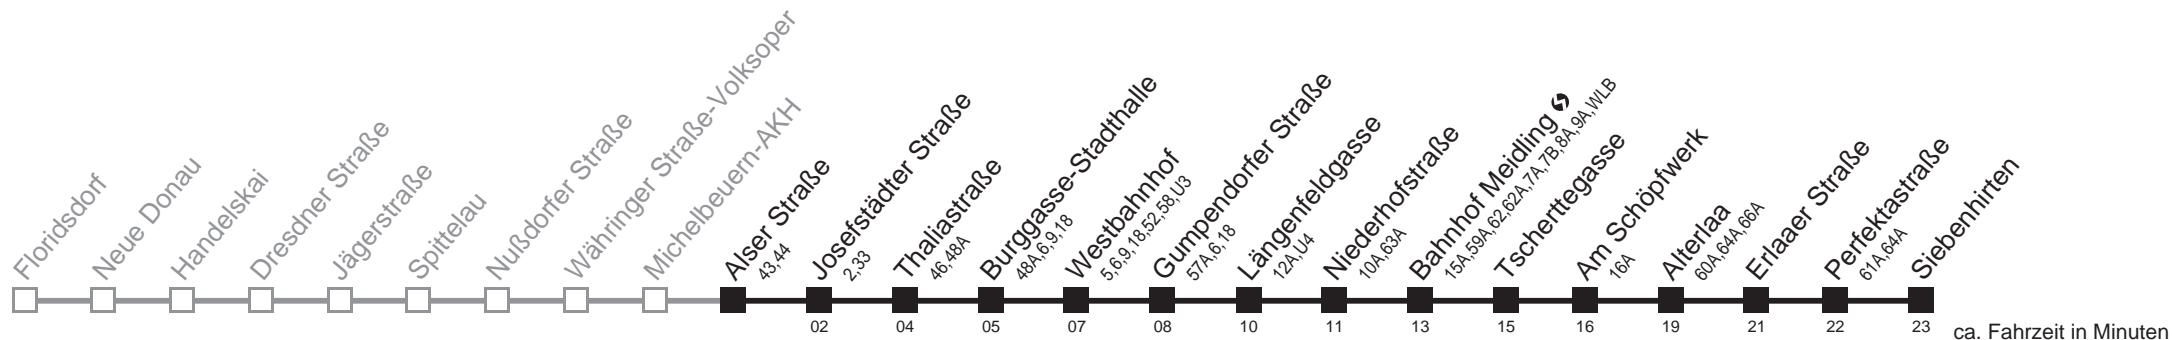 Floridsdorf
Neue Donau
Handelskai
Dresdner Straße
Jägerstraße
Spittelau
Nußdorfer Straße
Währinger Straße-Volksoper
Michelbeuern-AKH
Alser Straße
43,44
Josefstädter Straße
2,33
Thaliastraße
46,48A
Burggasse-Stadthalle
48A,6,9,18
Westbahnhof
5,6,9,18,52,58,U3
Gumpendorfer Straße
57A,6,18
Längenfeldgasse
12A,U4
Niederhofstraße
10A,63A
Bahnhof Meidling
15A,59A,62,62A,7A,7B,8A,9A,WLB
Tscherttegasse
Am Schöpfwerk
16A
Alterlaa
60A,64A,66A
Erlaaer Straße
Perfektastraße
61A,64A
Siebenhirten
02 04 05 07 08 10 11 13 15 16 19 21 22 23 ca. Fahrzeit in Minuten